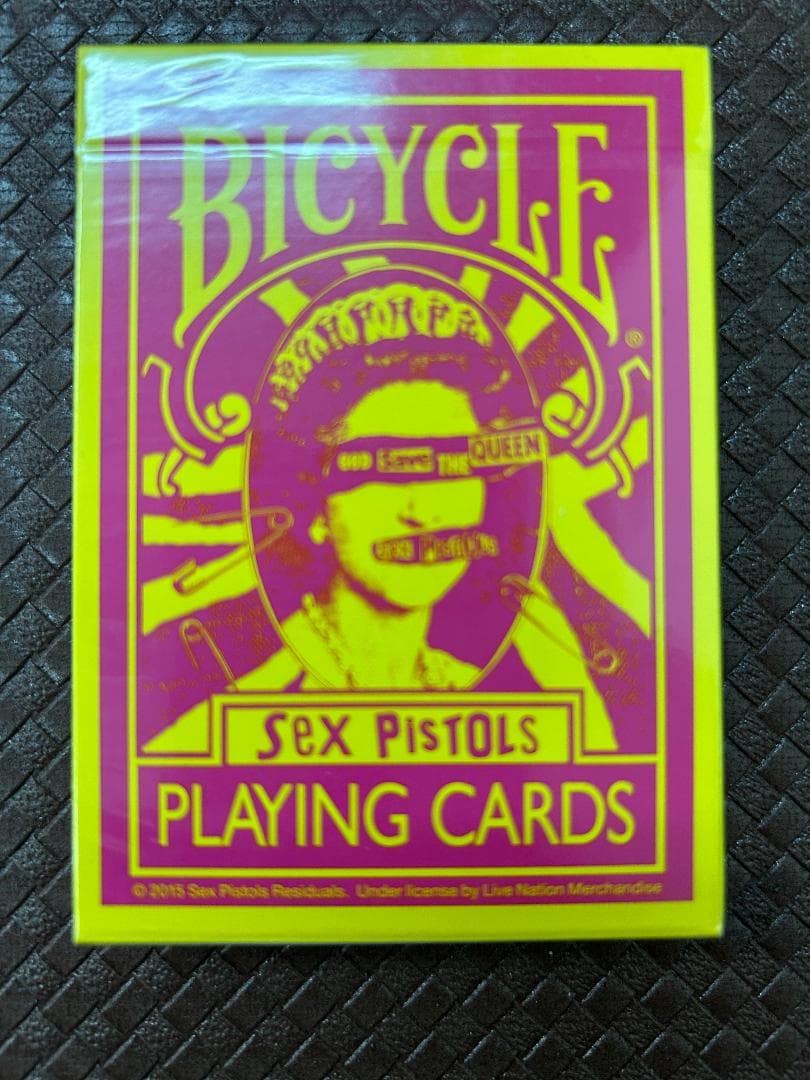 BICYCLE
®
GOD SAVE THE QUEEN
SEX PISTOLS
SEX PISTOLS
PLAYING CARDS
© 2015 Sex Pistols Residuals. Under license by Live Nation Merchandise